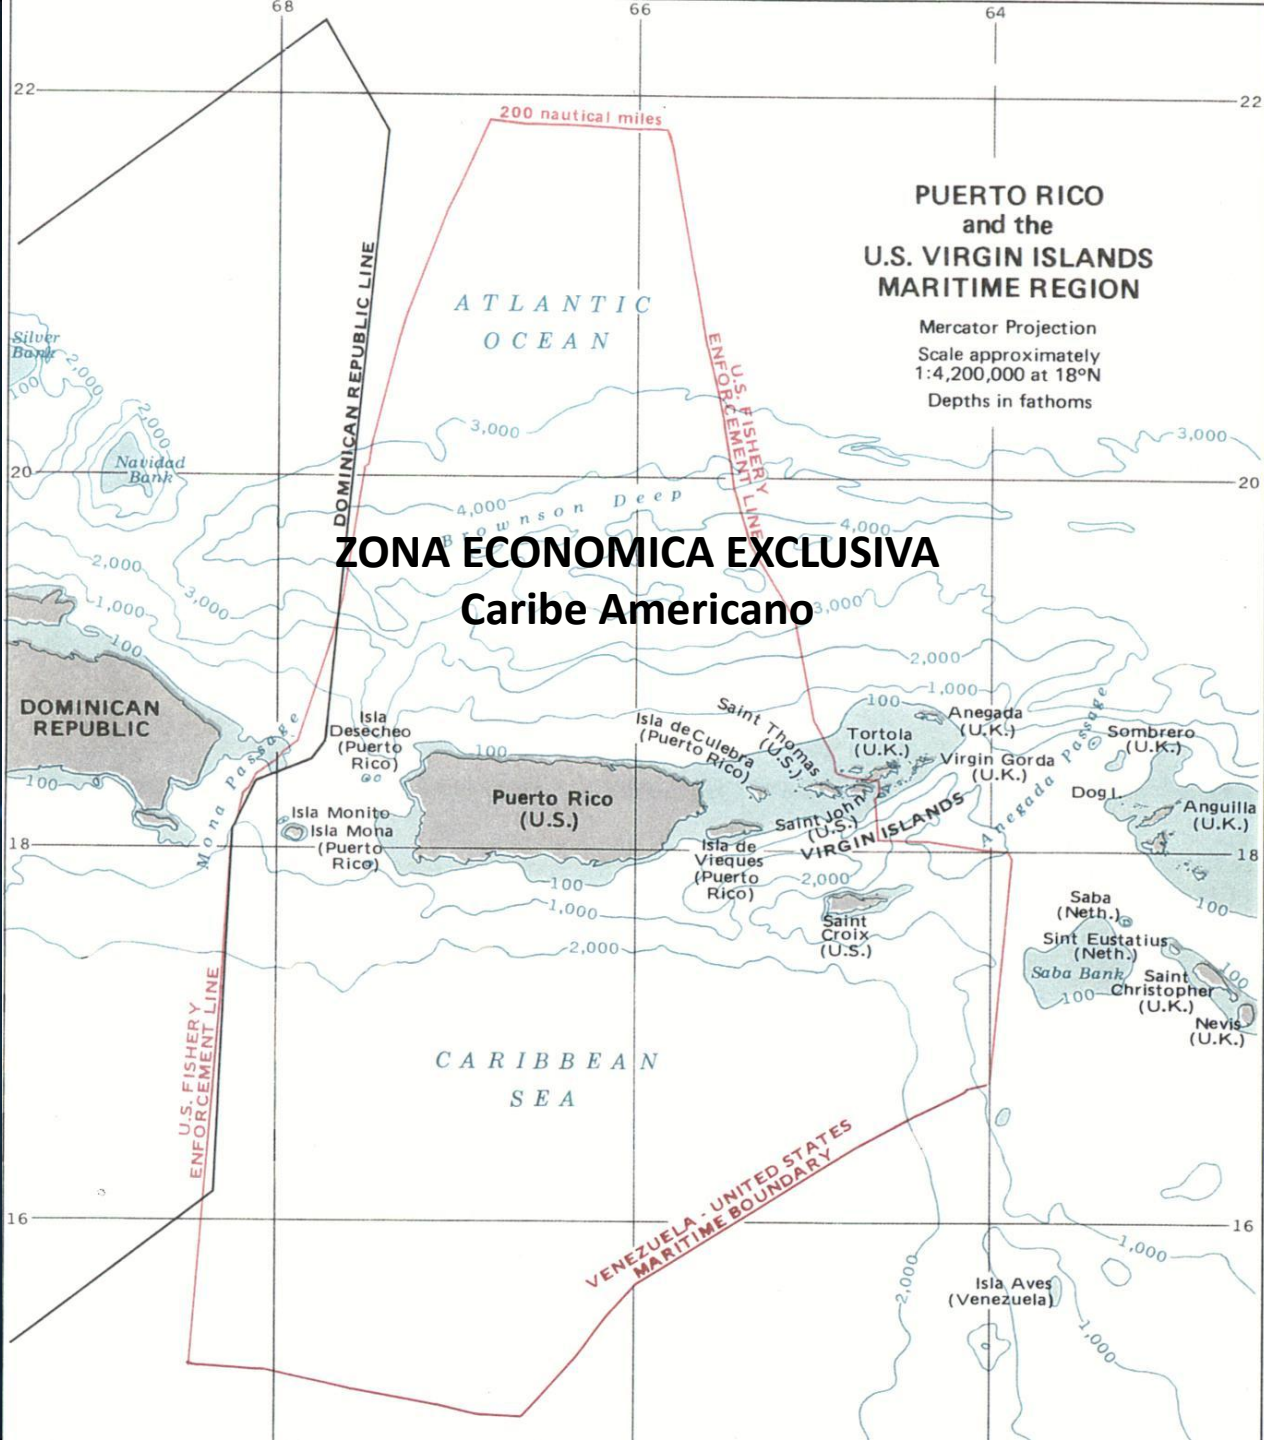 68
66
64
22
22
200 nautical miles
PUERTO RICO
and the
U.S. VIRGIN ISLANDS
MARITIME REGION
Mercator Projection
Scale approximately
1:4,200,000 at 18°N
Depths in fathoms
DOMINICAN REPUBLIC LINE
ATLANTIC
OCEAN
U.S. FISHERY
ENFORCEMENT LINE
Silver
Bank
100
2,000
2,000
3,000
3,000
20
Navidad
Bank
20
4,000
Brownson Deep
4,000
ZONA ECONOMICA EXCLUSIVA
Caribe Americano
2,000
1,000
3,000
3,000
100
2,000
1,000
100
DOMINICAN
REPUBLIC
Mona Passage
Isla
Desecheo
(Puerto
Rico)
100
Isla de Culebra
(Puerto Rico)
Saint Thomas
(U.S.)
Tortola
(U.K.)
Anegada
(U.K.)
Virgin Gorda
(U.K.)
Anegada Passage
Sombrero
(U.K.)
Dog I.
Anguilla
(U.K.)
100
Isla Monito
Isla Mona
(Puerto
Rico)
Puerto Rico
(U.S.)
Saint John
(U.S.)
VIRGIN ISLANDS
18
18
Isla de
Vieques
(Puerto
Rico)
2,000
100
1,000
2,000
Saint
Croix
(U.S.)
Saba
(Neth.)
100
Sint Eustatius
(Neth.)
Saba Bank
100
Saint
Christopher
(U.K.)
100
Nevis
(U.K.)
U.S. FISHERY
ENFORCEMENT LINE
CARIBBEAN
SEA
VENEZUELA - UNITED STATES
MARITIME BOUNDARY
16
16
2,000
1,000
Isla Aves
(Venezuela)
1,000